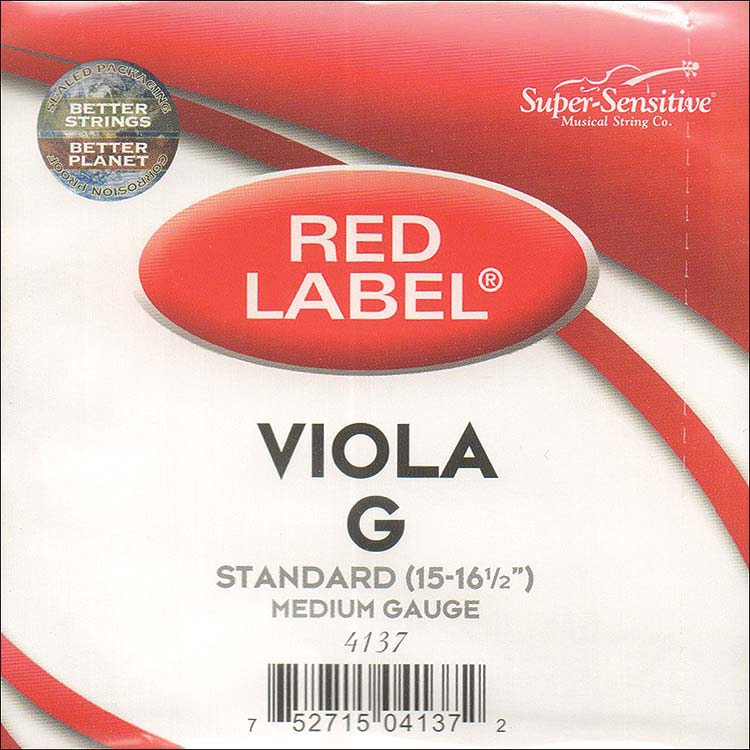 SEALED PACKAGING
BETTER
STRINGS
BETTER
PLANET
CORROSION PROOF
Super-Sensitive®
Musical String Co.
RED
LABEL®
VIOLA
G
STANDARD (15-16½")
MEDIUM GAUGE
4137
7 52715 04137 2